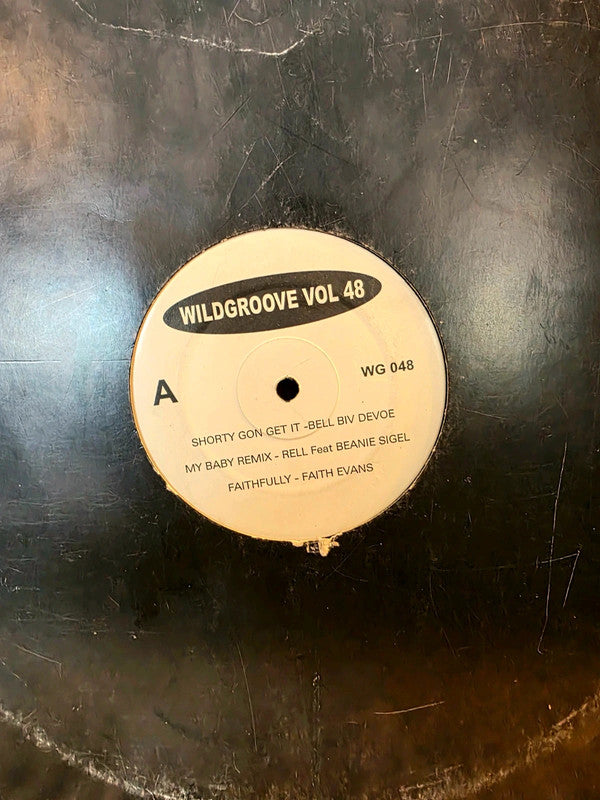 WILDGROOVE VOL 48
WG 048
A
SHORTY GON GET IT -BELL BIV DEVOE
MY BABY REMIX - RELL Feat BEANIE SIGEL
FAITHFULLY - FAITH EVANS